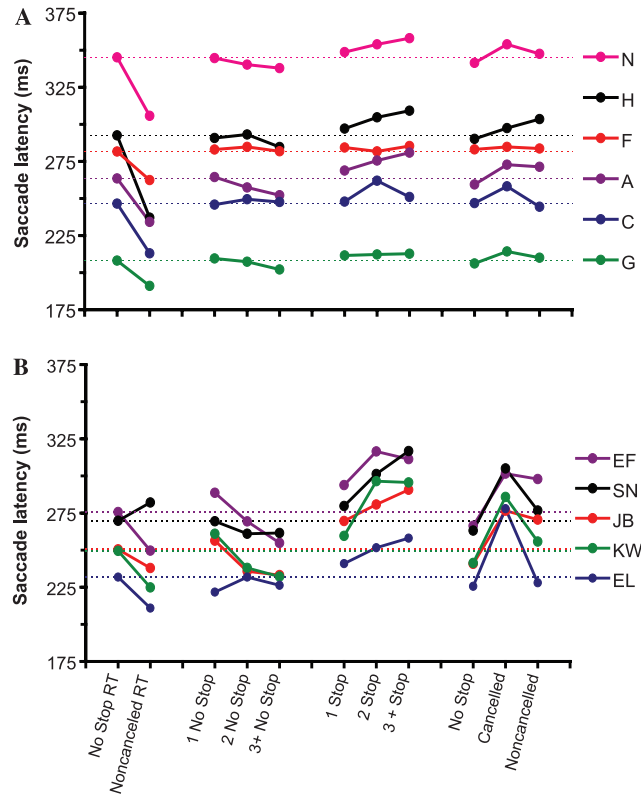 A
Saccade latency (ms)
375
325
275
225
175
N
H
F
A
C
G
B
Saccade latency (ms)
375
325
275
225
175
EF
SN
JB
KW
EL
No Stop RT
Noncanceled RT
1 No Stop
2 No Stop
3+ No Stop
1 Stop
2 Stop
3 + Stop
No Stop
Cancelled
Noncancelled